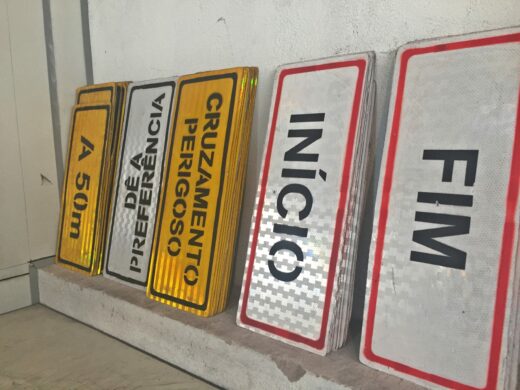 A 50m
DÊ A
PREFERÊNCIA
CRUZAMENTO
PERIGOSO
INÍCIO
FIM